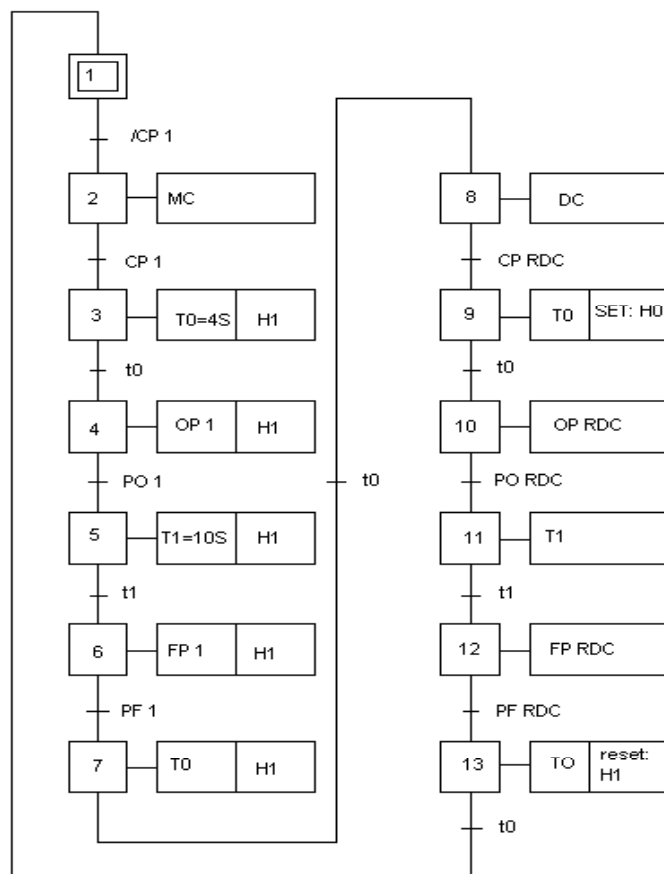 1
/CP 1
2 MC
CP 1
3 T0=4S H1
t0
4 OP 1 H1
PO 1
5 T1=10S H1
t1
6 FP 1 H1
PF 1
7 T0 H1
t0
8 DC
CP RDC
9 T0 SET: H0
t0
10 OP RDC
PO RDC
11 T1
t1
12 FP RDC
PF RDC
13 TO reset:
H1
t0